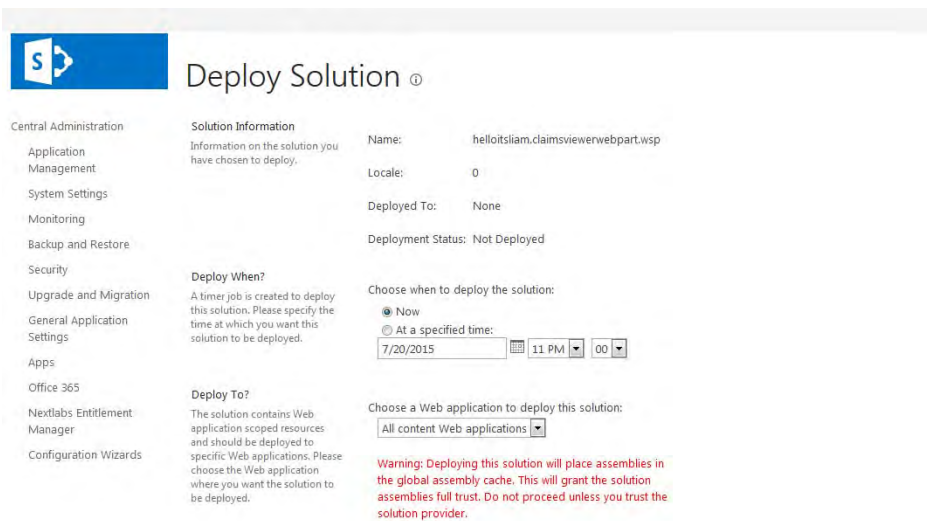 S
Deploy Solution
Central Administration
Application
Management
System Settings
Monitoring
Backup and Restore
Security
Upgrade and Migration
General Application
Settings
Apps
Office 365
Nextlabs Entitlement
Manager
Configuration Wizards
Solution Information
Information on the solution you
have chosen to deploy.
Name: helloitsliam.claimsviewerwebpart.wsp
Locale: 0
Deployed To: None
Deployment Status: Not Deployed
Deploy When?
A timer job is created to deploy
this solution. Please specify the
time at which you want this
solution to be deployed.
Choose when to deploy the solution:
Now
At a specified time:
7/20/2015 11 PM 00
Deploy To?
The solution contains Web
application scoped resources
and should be deployed to
specific Web applications. Please
choose the Web application
where you want the solution to
be deployed.
Choose a Web application to deploy this solution:
All content Web applications
Warning: Deploying this solution will place assemblies in
the global assembly cache. This will grant the solution
assemblies full trust. Do not proceed unless you trust the
solution provider.